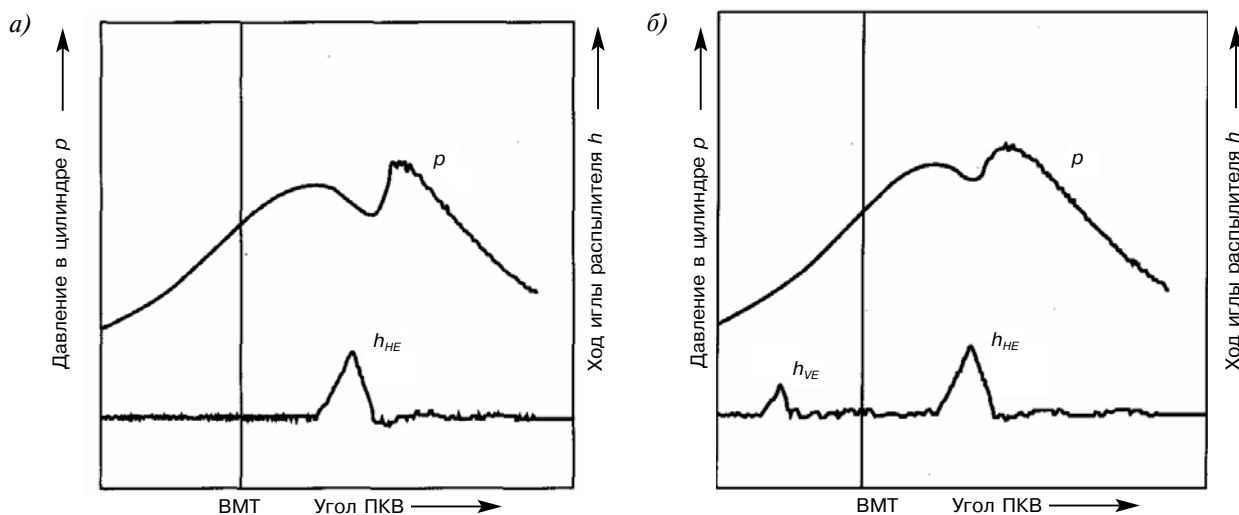 а)
Давление в цилиндре p
p
h_HE
Ход иглы распылителя h
ВМТ Угол ПКВ
б)
Давление в цилиндре p
p
h_VE
h_HE
Ход иглы распылителя h
ВМТ Угол ПКВ